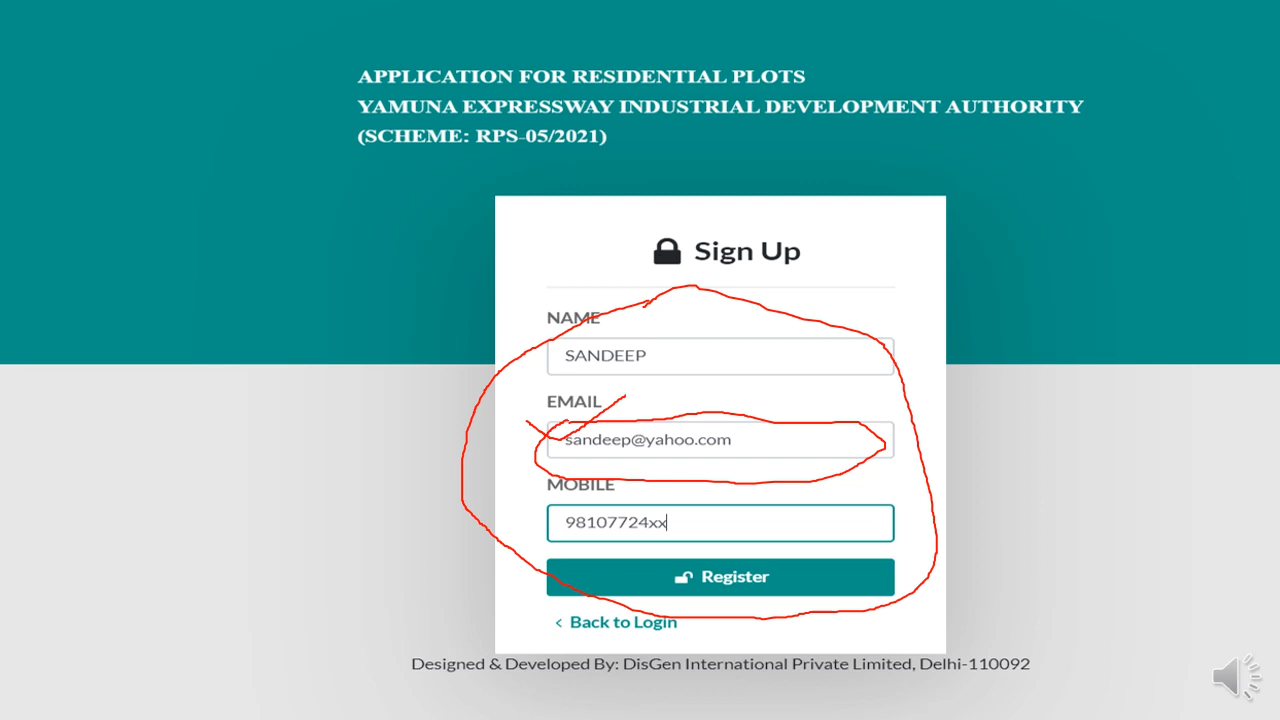 APPLICATION FOR RESIDENTIAL PLOTS
YAMUNA EXPRESSWAY INDUSTRIAL DEVELOPMENT AUTHORITY
(SCHEME: RPS-05/2021)
Sign Up
NAME
SANDEEP
EMAIL
sandeep@yahoo.com
MOBILE
98107724xx
Register
< Back to Login
Designed & Developed By: DisGen International Private Limited, Delhi-110092